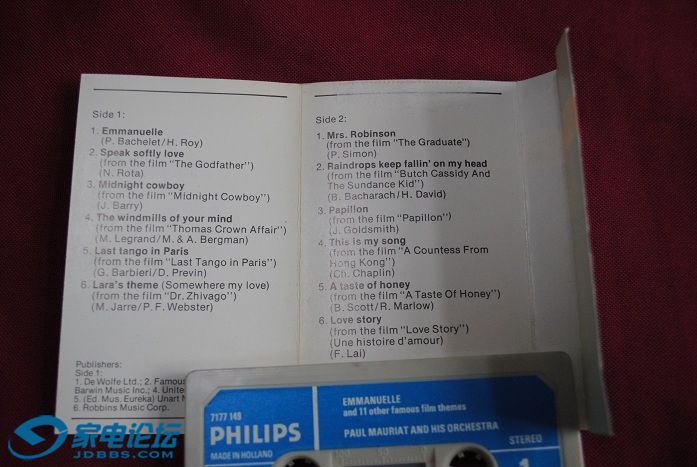 Side 1:
1. Emmanuelle
(P. Bachelet/H. Roy)
2. Speak softly love
(from the film "The Godfather")
(N. Rota)
3. Midnight cowboy
(from the film "Midnight Cowboy")
(J. Barry)
4. The windmills of your mind
(from the film "Thomas Crown Affair")
(M. Legrand/M. & A. Bergman)
5. Last tango in Paris
(from the film "Last Tango in Paris")
(G. Barbieri/D. Previn)
6. Lara's theme (Somewhere my love)
(from the film "Dr. Zhivago")
(M. Jarre/P. F. Webster)
Publishers:
Side 1:
1. De Wolfe Ltd.; 2. Famous
Barwin Music Inc.; 4. Unite
5. (Ed. Mus. Eureka) Unart M
6. Robbins Music Corp.
Side 2:
1. Mrs. Robinson
(from the film "The Graduate")
(P. Simon)
2. Raindrops keep fallin' on my head
(from the film "Butch Cassidy And
The Sundance Kid")
(B. Bacharach/H. David)
3. Papillon
(from the film "Papillon")
(J. Goldsmith)
4. This is my song
(from the film "A Countess From
Hong Kong")
(Ch. Chaplin)
5. A taste of honey
(from the film "A Taste Of Honey")
(B. Scott/R. Marlow)
6. Love story
(from the film "Love Story")
(Une histoire d'amour)
(F. Lai)
7177 149
PHILIPS
MADE IN HOLLAND
EMMANUELLE
and 11 other famous film themes
PAUL MAURIAT AND HIS ORCHESTRA
STEREO
1
家电论坛
JDBBS.COM